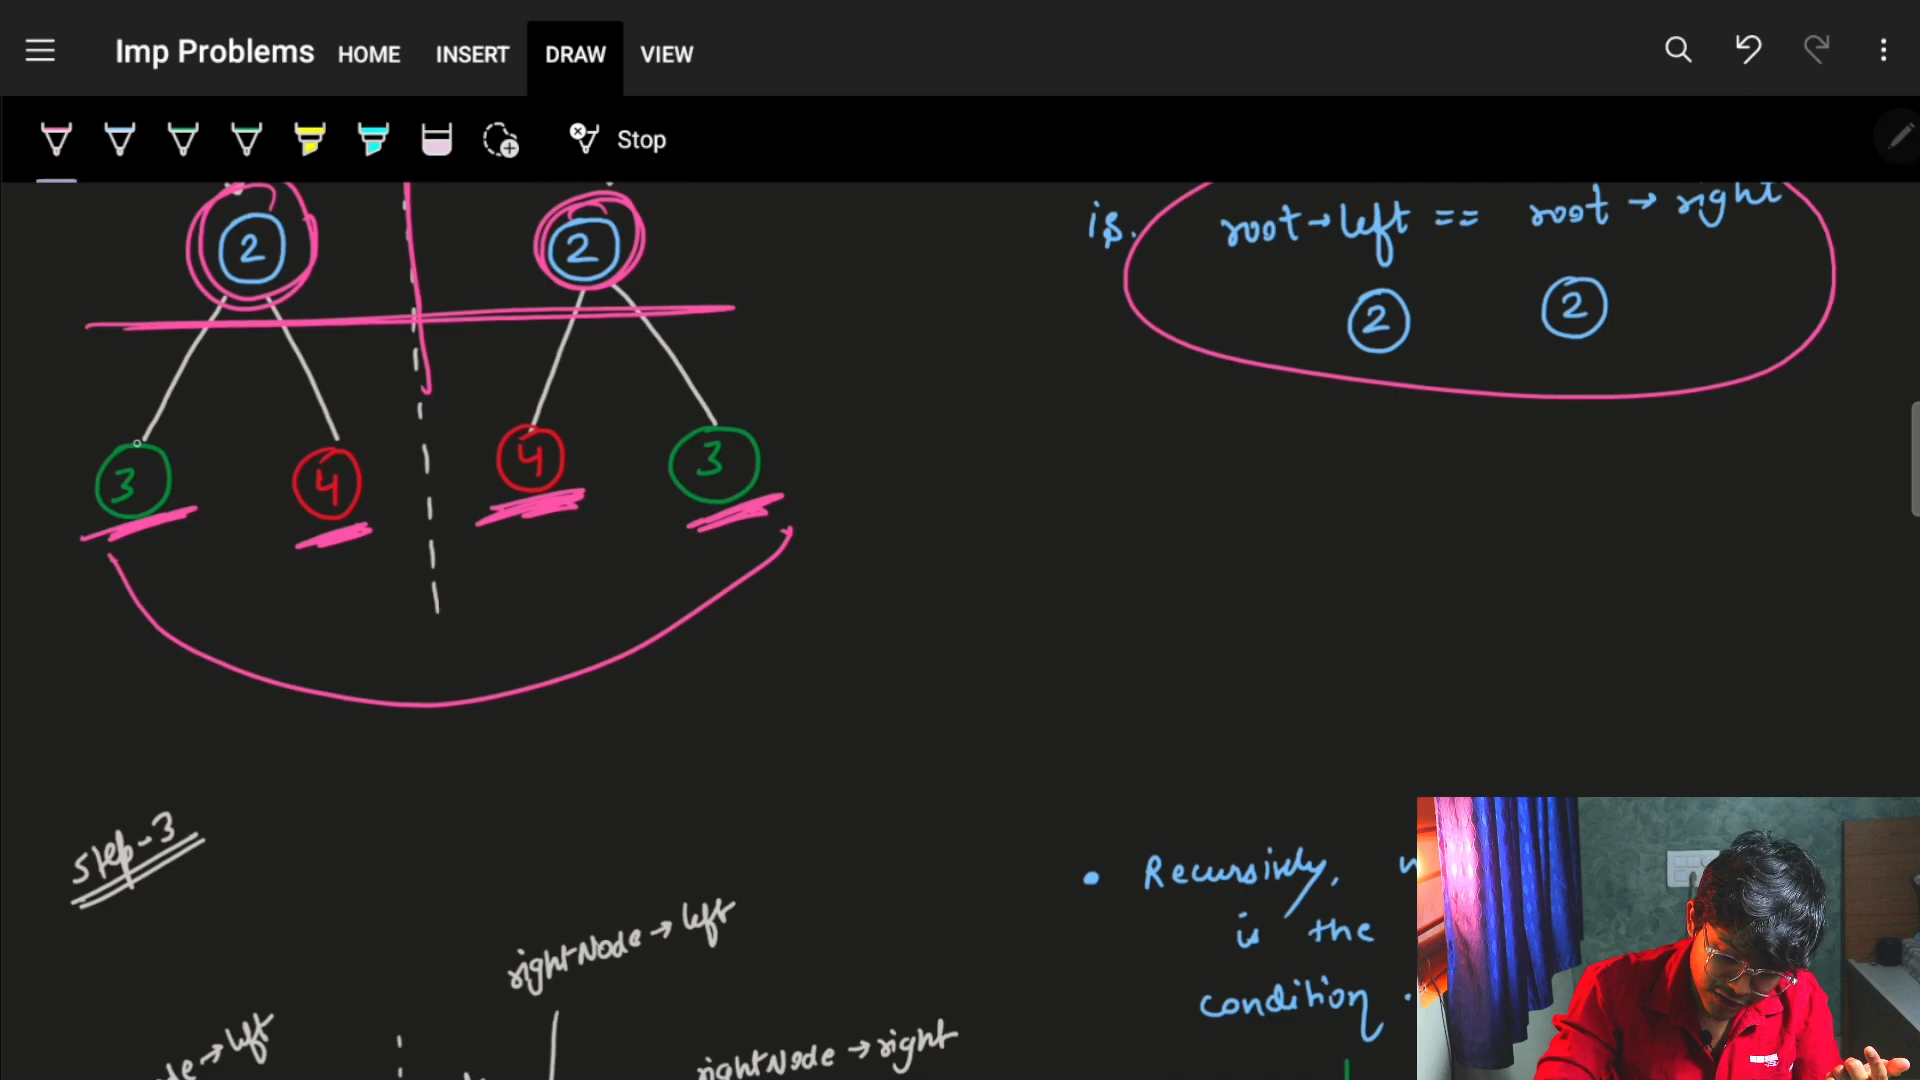 Imp Problems HOME INSERT DRAW VIEW
Stop
2 2
is. root→left == root→right
2 2
3 4 4 3
Step-3
rightNode→left
• Recursively,
is the
condition.
→left
rightNode→right